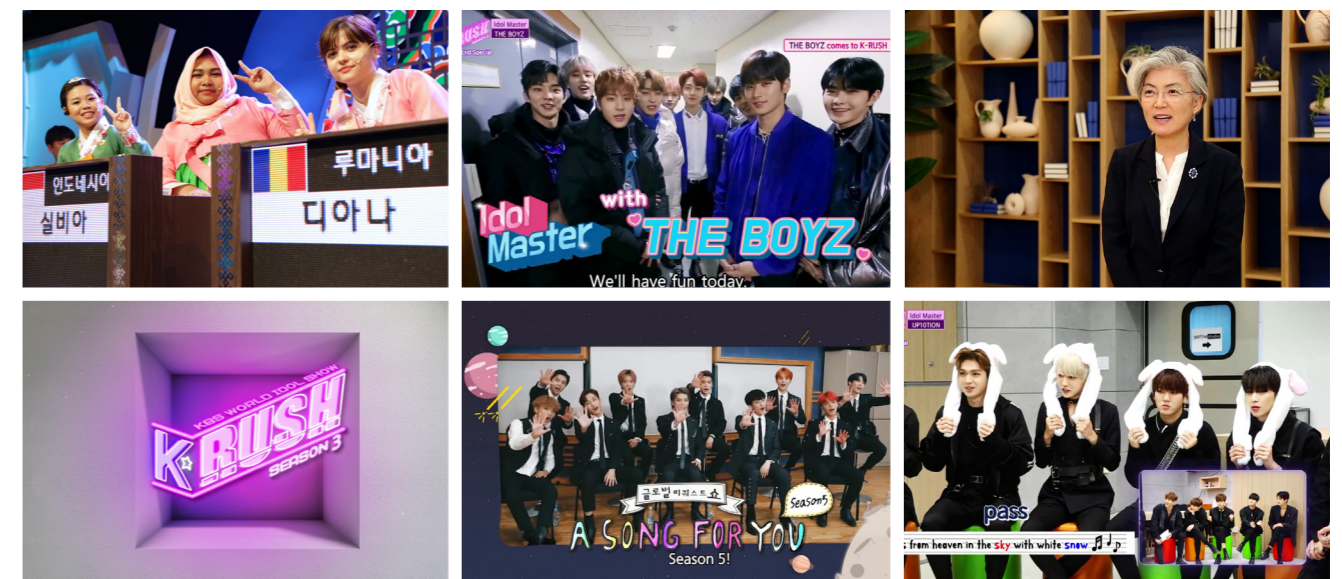 인도네시아
실비아
루마니아
디아나
Idol Master
THE BOYZ
THE BOYZ comes to K-RUSH
Idol
Master
with
THE BOYZ
We'll have fun today.
KBS WORLD IDOL SHOW
K RUSH
SEASON 3
글로벌 리퀘스트 쇼
Season5
A SONG FOR YOU
Season 5!
Idol Master
UP10TION
pass
from heaven in the sky with white snow